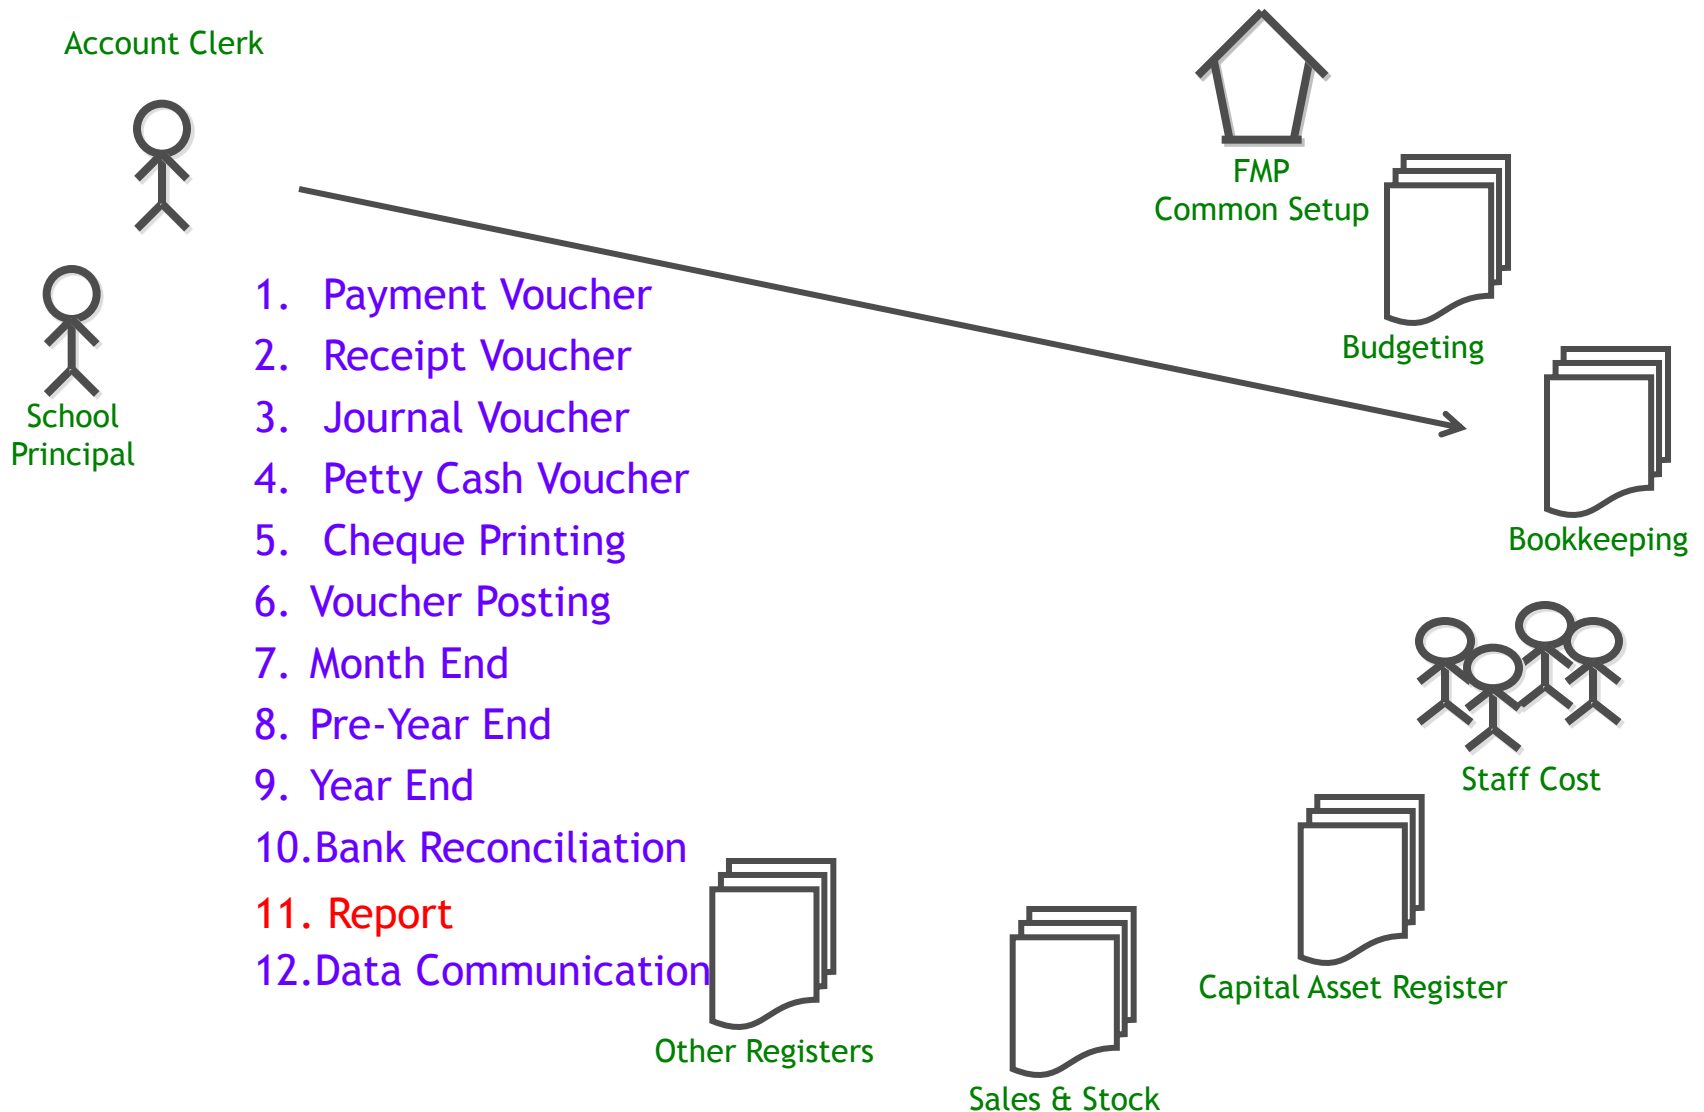 Account Clerk
FMP
Common Setup
School
Principal
1. Payment Voucher
2. Receipt Voucher
3. Journal Voucher
4. Petty Cash Voucher
5. Cheque Printing
6. Voucher Posting
7. Month End
8. Pre-Year End
9. Year End
10.Bank Reconciliation
11. Report
12.Data Communication
Budgeting
Bookkeeping
Staff Cost
Capital Asset Register
Other Registers
Sales & Stock